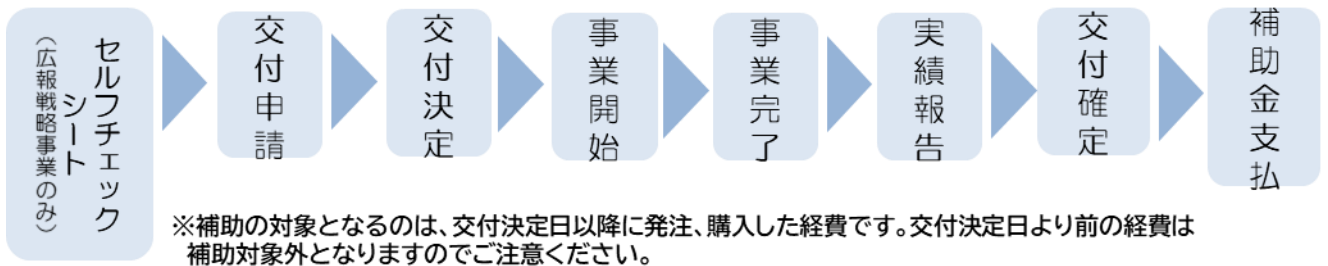 セルフチェック
シート
（広報戦略事業のみ）
交付申請
交付決定
事業開始
事業完了
実績報告
交付確定
補助金支払
※補助の対象となるのは、交付決定日以降に発注、購入した経費です。交付決定日より前の経費は
補助対象外となりますのでご注意ください。